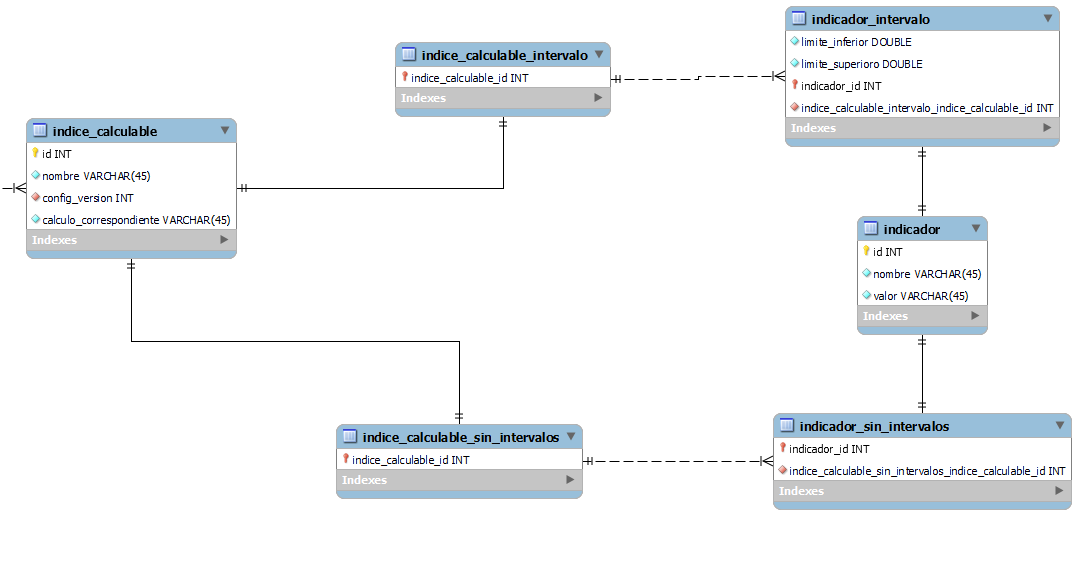 indicador_intervalo
limite_inferior DOUBLE
limite_superioro DOUBLE
indicador_id INT
indice_calculable_intervalo_indice_calculable_id INT
Indexes
indice_calculable_intervalo
indice_calculable_id INT
Indexes
indice_calculable
id INT
nombre VARCHAR(45)
config_version INT
calculo_correspondiente VARCHAR(45)
Indexes
indicador
id INT
nombre VARCHAR(45)
valor VARCHAR(45)
Indexes
indice_calculable_sin_intervalos
indice_calculable_id INT
Indexes
indicador_sin_intervalos
indicador_id INT
indice_calculable_sin_intervalos_indice_calculable_id INT
Indexes